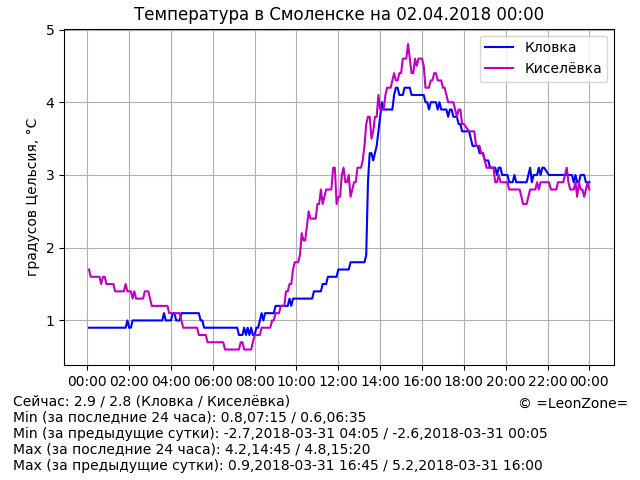 Температура в Смоленске на 02.04.2018 00:00
градусов Цельсия, °C
5
4
3
2
1
Кловка
Киселёвка
00:00 02:00 04:00 06:00 08:00 10:00 12:00 14:00 16:00 18:00 20:00 22:00 00:00
Сейчас: 2.9 / 2.8 (Кловка / Киселёвка)
© =LeonZone=
Min (за последние 24 часа): 0.8,07:15 / 0.6,06:35
Min (за предыдущие сутки): -2.7,2018-03-31 04:05 / -2.6,2018-03-31 00:05
Max (за последние 24 часа): 4.2,14:45 / 4.8,15:20
Max (за предыдущие сутки): 0.9,2018-03-31 16:45 / 5.2,2018-03-31 16:00